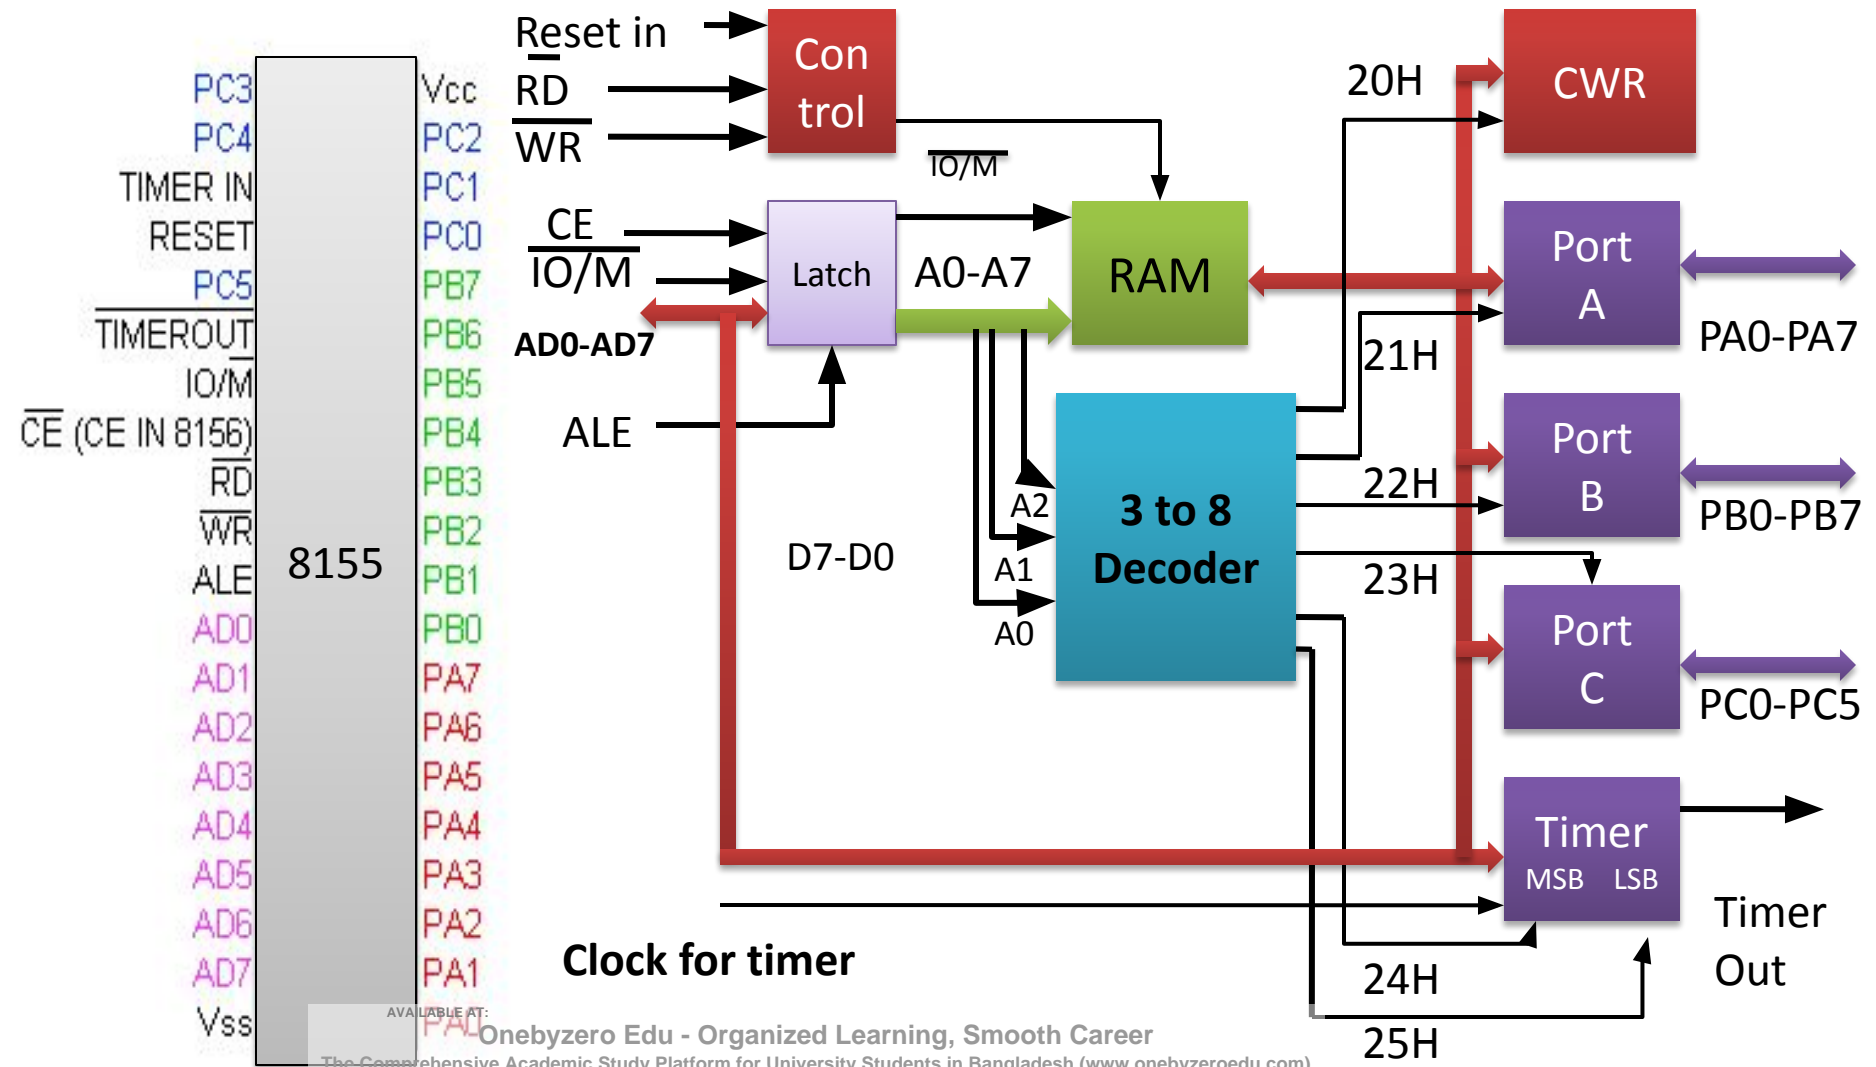 PC3
PC4
TIMER IN
RESET
PC5
TIMEROUT
IO/M
CE (CE IN 8156)
RD
WR
ALE
AD0
AD1
AD2
AD3
AD4
AD5
AD6
AD7
Vss
8155
Vcc
PC2
PC1
PC0
PB7
PB6
PB5
PB4
PB3
PB2
PB1
PB0
PA7
PA6
PA5
PA4
PA3
PA2
PA1
PA0
Reset in
RD
WR
Con
trol
IO/M
CE
IO/M
AD0-AD7
ALE
Latch
A0-A7
RAM
D7-D0
A2
A1
A0
3 to 8
Decoder
20H
21H
22H
23H
24H
25H
CWR
Port
A
PA0-PA7
Port
B
PB0-PB7
Port
C
PC0-PC5
Timer
MSB LSB
Timer
Out
Clock for timer
AVAILABLE AT:
Onebyzero Edu - Organized Learning, Smooth Career
The Comprehensive Academic Study Platform for University Students in Bangladesh (www.onebyzeroedu.com)